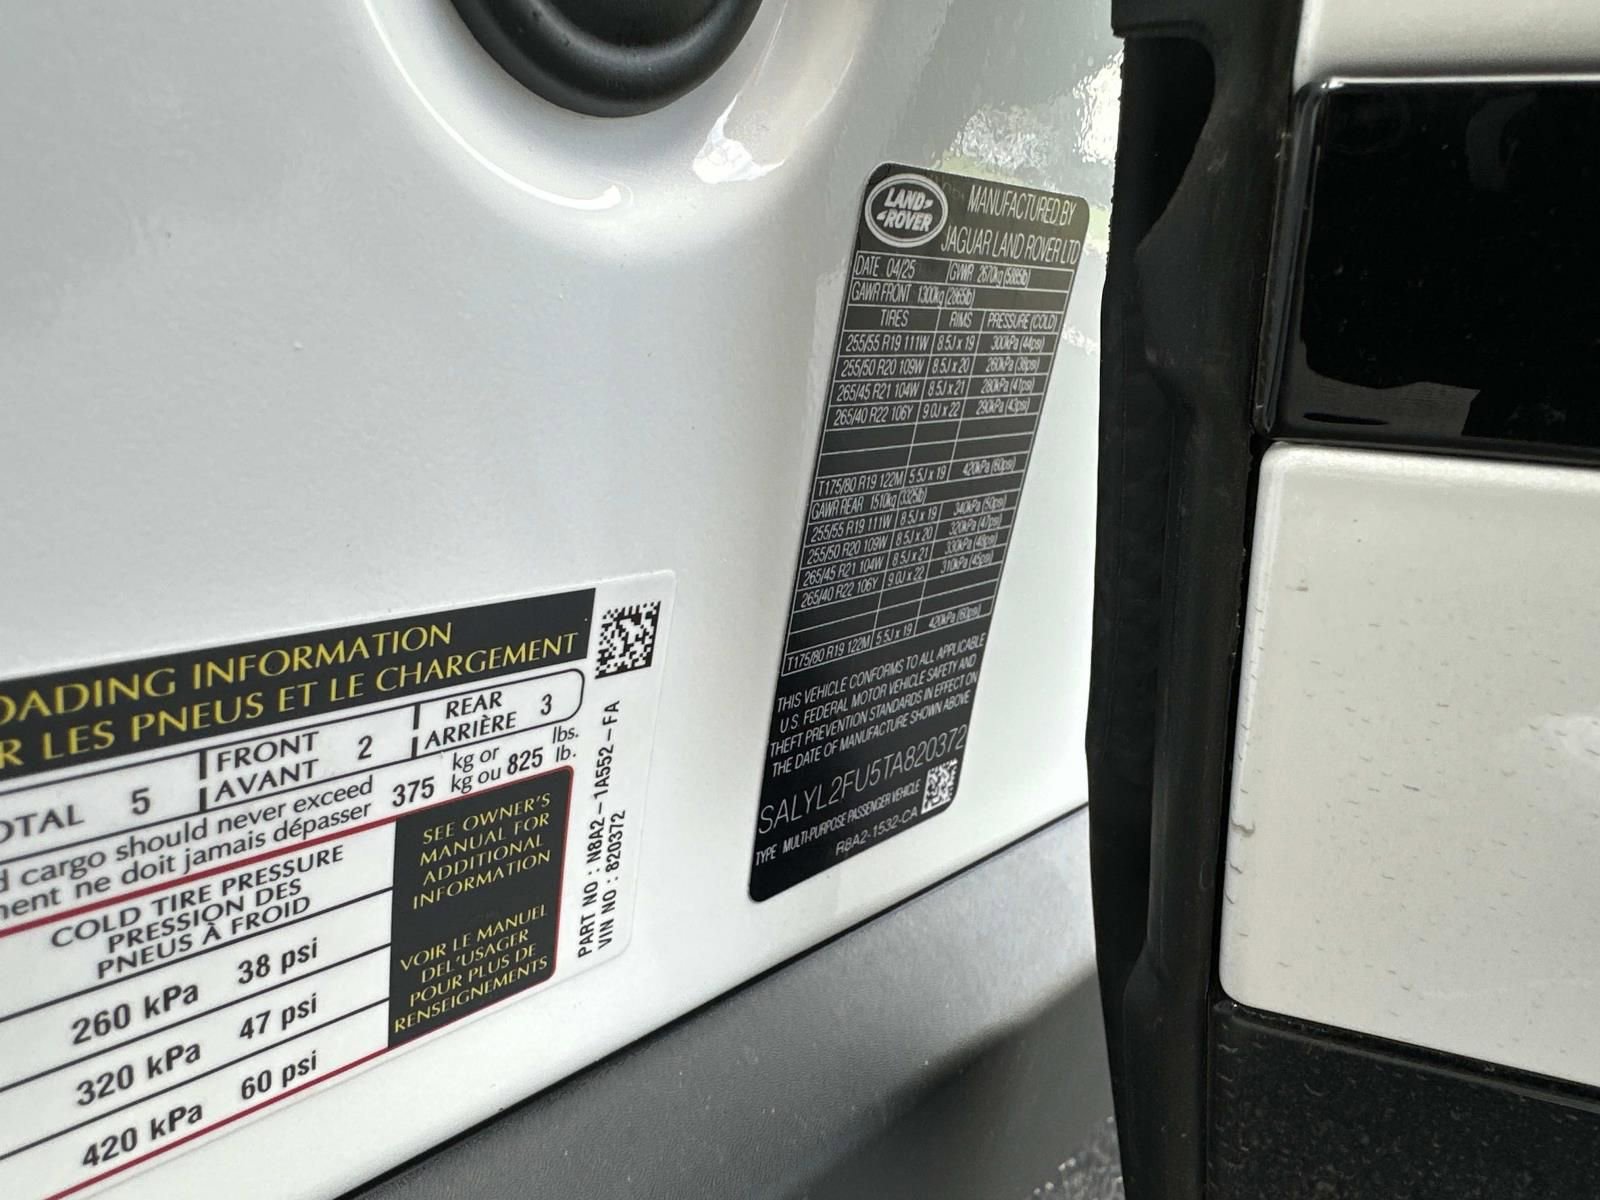 LAND-
-ROVER
MANUFACTURED BY
JAGUAR LAND ROVER LTD
DATE 04/25 GVWR 2670kg (5885lb)
GAWR FRONT 1300kg (2865lb)
TIRES RIMS PRESSURE (COLD)
255/55 R19 111W 8.5J x 19 300kPa (44psi)
255/50 R20 109W 8.5J x 20 260kPa (38psi)
265/45 R21 104W 8.5J x 21 280kPa (41psi)
265/40 R22 106Y 9.0J x 22 290kPa (43psi)
T175/80 R19 122M 5.5J x 19 420kPa (60psi)
GAWR REAR 1510kg (3325lb)
255/55 R19 111W 8.5J x 19 340kPa (50psi)
255/50 R20 109W 8.5J x 20 320kPa (47psi)
265/45 R21 104W 8.5J x 21 330kPa (48psi)
265/40 R22 106Y 9.0J x 22 310kPa (45psi)
T175/80 R19 122M 5.5J x 19 420kPa (60psi)
THIS VEHICLE CONFORMS TO ALL APPLICABLE
U.S. FEDERAL MOTOR VEHICLE SAFETY AND
THEFT PREVENTION STANDARDS IN EFFECT ON
THE DATE OF MANUFACTURE SHOWN ABOVE
SALYL2FU5TA820372
TYPE MULTI-PURPOSE PASSENGER VEHICLE
R8A2-1532-CA
OADING INFORMATION
R LES PNEUS ET LE CHARGEMENT
OTAL 5 FRONT AVANT 2 REAR ARRIÈRE 3
d cargo should never exceed 375 kg or 825 lbs.
ment ne doit jamais dépasser kg ou lb.
COLD TIRE PRESSURE
PRESSION DES
PNEUS À FROID
260 kPa 38 psi
320 kPa 47 psi
420 kPa 60 psi
SEE OWNER'S
MANUAL FOR
ADDITIONAL
INFORMATION
VOIR LE MANUEL
DEL'USAGER
POUR PLUS DE
RENSEIGNEMENTS
PART NO : N8A2-1A552-FA
VIN NO : 820372